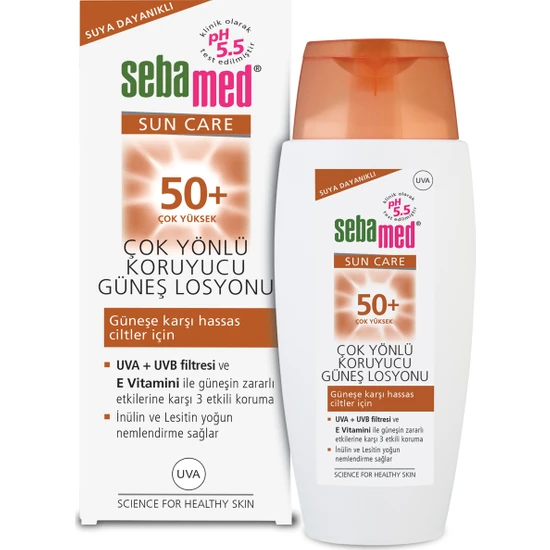 SUYA DAYANIKLI
klinik olarak
pH 5.5
test edilmiştir
sebamed®
SUN CARE
50+
ÇOK YÜKSEK
ÇOK YÖNLÜ
KORUYUCU
GÜNEŞ LOSYONU
Güneşe karşı hassas
ciltler için
UVA + UVB filtresi ve
E Vitamini ile güneşin zararlı
etkilerine karşı 3 etkili koruma
İnülin ve Lesitin yoğun
nemlendirme sağlar
UVA
SCIENCE FOR HEALTHY SKIN
SUYA DAYANIKLI
UVA
klinik olarak
pH 5.5
test edilmiştir
sebamed®
SUN CARE
50+
ÇOK YÜKSEK
ÇOK YÖNLÜ
KORUYUCU
GÜNEŞ LOSYONU
Güneşe karşı hassas
ciltler için
UVA + UVB filtresi ve
E Vitamini ile güneşin zararlı
etkilerine karşı 3 etkili koruma
İnülin ve Lesitin yoğun
nemlendirme sağlar
SCIENCE FOR HEALTHY SKIN